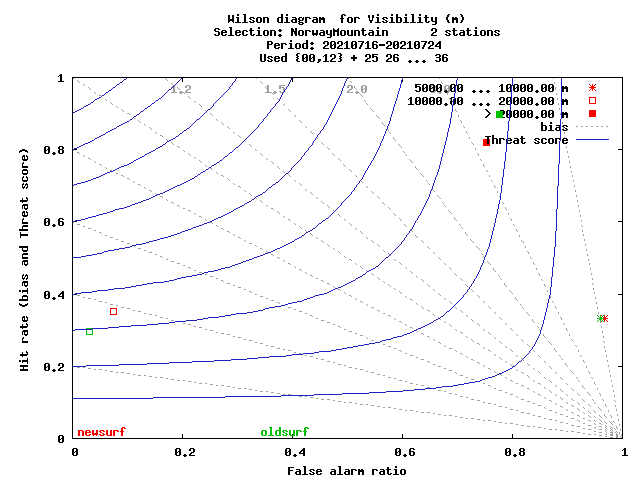 Wilson diagram for Visibility (m)
Selection: NorwayMountain 2 stations
Period: 20210716-20210724
Used {00,12} + 25 26 ... 36
1
0.8
0.6
0.4
0.2
0
Hit rate (bias and Threat score)
1.2
1.5
2.0
5000.00 ... 10000.00 m
10000.00 ... 20000.00 m
> 20000.00 m
bias
Threat score
newsurf
oldsurf
0
0.2
0.4
0.6
0.8
1
False alarm ratio